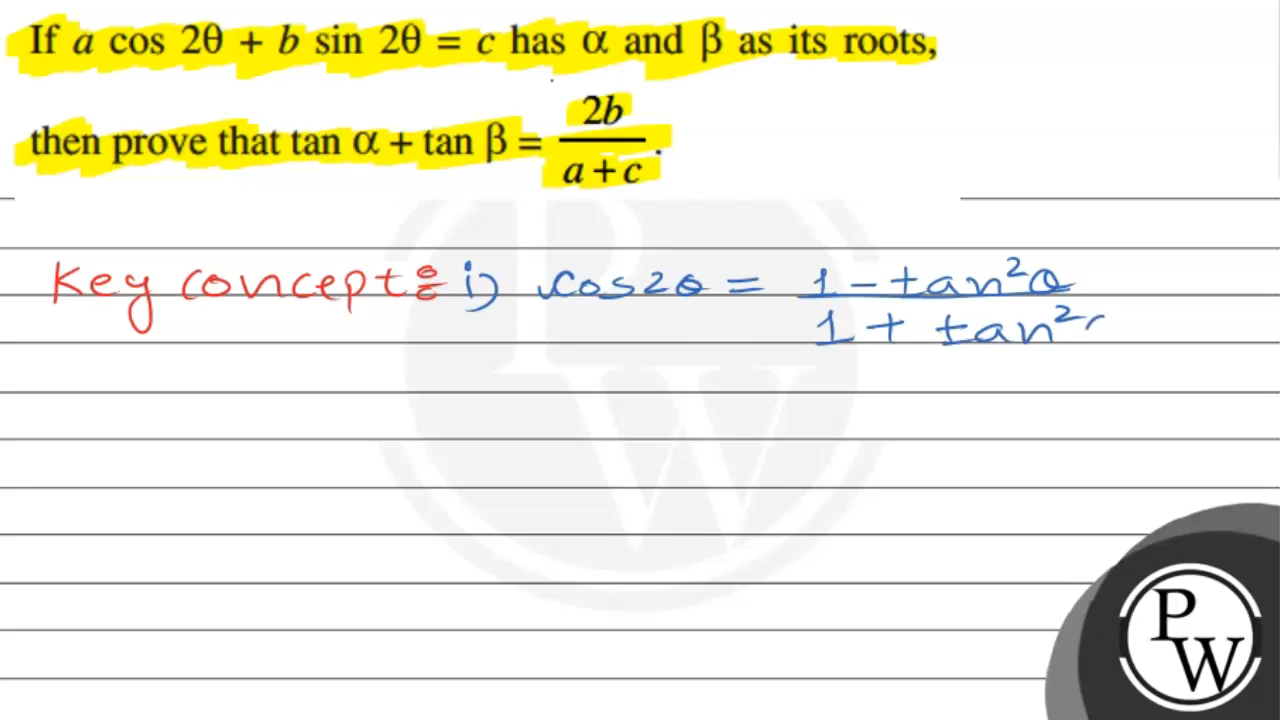 If a cos 2θ + b sin 2θ = c has α and β as its roots,
then prove that tan α + tan β = 2b / a + c .
Key concept: i) cos2θ = 1 - tan²θ / 1 + tan²
P
W
P
W